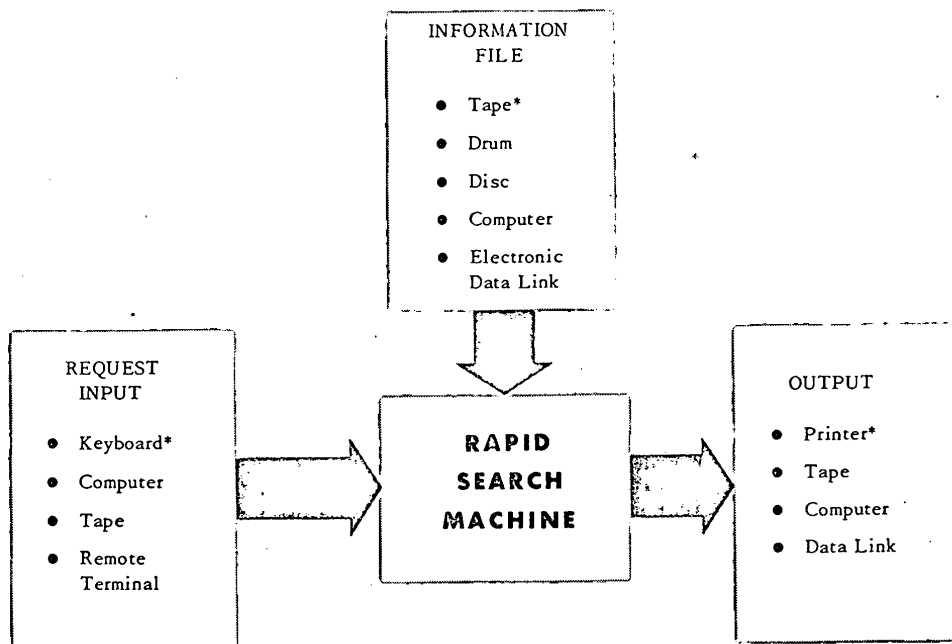 INFORMATION
FILE
● Tape*
● Drum
● Disc
● Computer
● Electronic
Data Link
REQUEST
INPUT
● Keyboard*
● Computer
● Tape
● Remote
Terminal
RAPID
SEARCH
MACHINE
OUTPUT
● Printer*
● Tape
● Computer
● Data Link